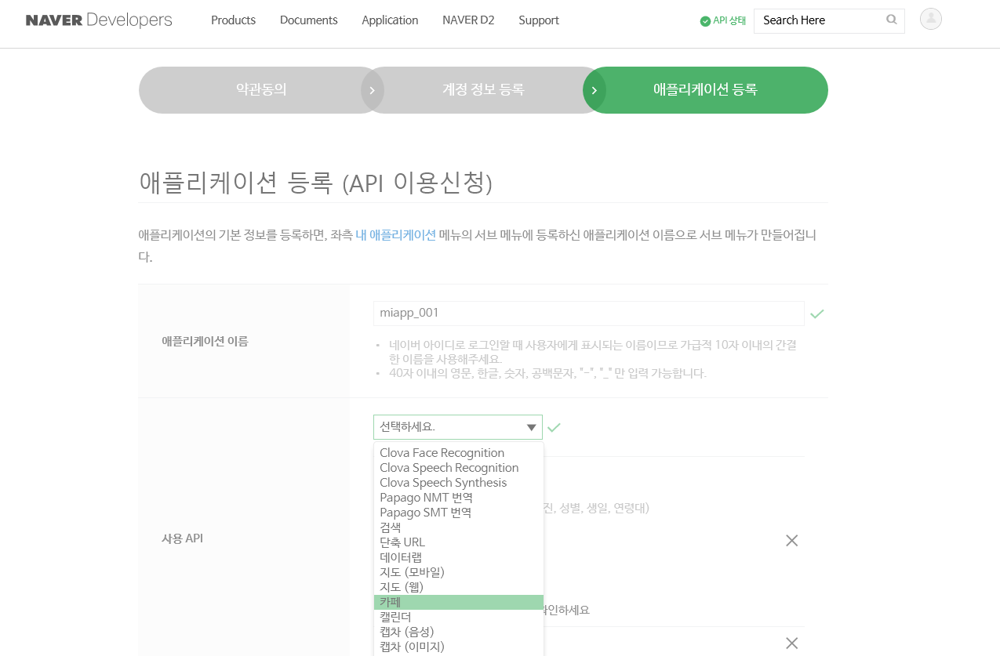 NAVER Developers
Products Documents Application NAVER D2 Support
API 상태
Search Here
약관동의
계정 정보 등록
애플리케이션 등록
애플리케이션 등록 (API 이용신청)
애플리케이션의 기본 정보를 등록하면, 좌측 내 애플리케이션 메뉴의 서브 메뉴에 등록하신 애플리케이션 이름으로 서브 메뉴가 만들어집니
다.
애플리케이션 이름
miapp_001
네이버 아이디로 로그인할 때 사용자에게 표시되는 이름이므로 가급적 10자 이내의 간결
한 이름을 사용해주세요.
40자 이내의 영문, 한글, 숫자, 공백문자, "-", "_" 만 입력 가능합니다.
사용 API
선택하세요.
Clova Face Recognition
Clova Speech Recognition
Clova Speech Synthesis
Papago NMT 번역
Papago SMT 번역
검색
단축 URL
데이터랩
지도 (모바일)
지도 (웹)
카페
캘린더
캡차 (음성)
캡차 (이미지)
진, 성별, 생일, 연령대)
확인하세요